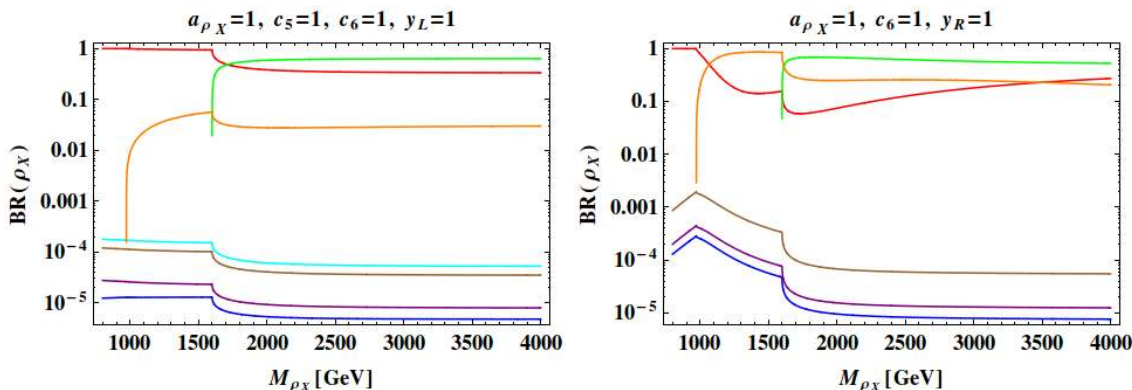 a_{ρ_X}=1, c_5=1, c_6=1, y_L=1
BR(ρ_X)
1
0.1
0.01
0.001
10^{-4}
10^{-5}
1000 1500 2000 2500 3000 3500 4000
M_{ρ_X} [GeV]
a_{ρ_X}=1, c_6=1, y_R=1
BR(ρ_X)
1
0.1
0.01
0.001
10^{-4}
10^{-5}
1000 1500 2000 2500 3000 3500 4000
M_{ρ_X} [GeV]